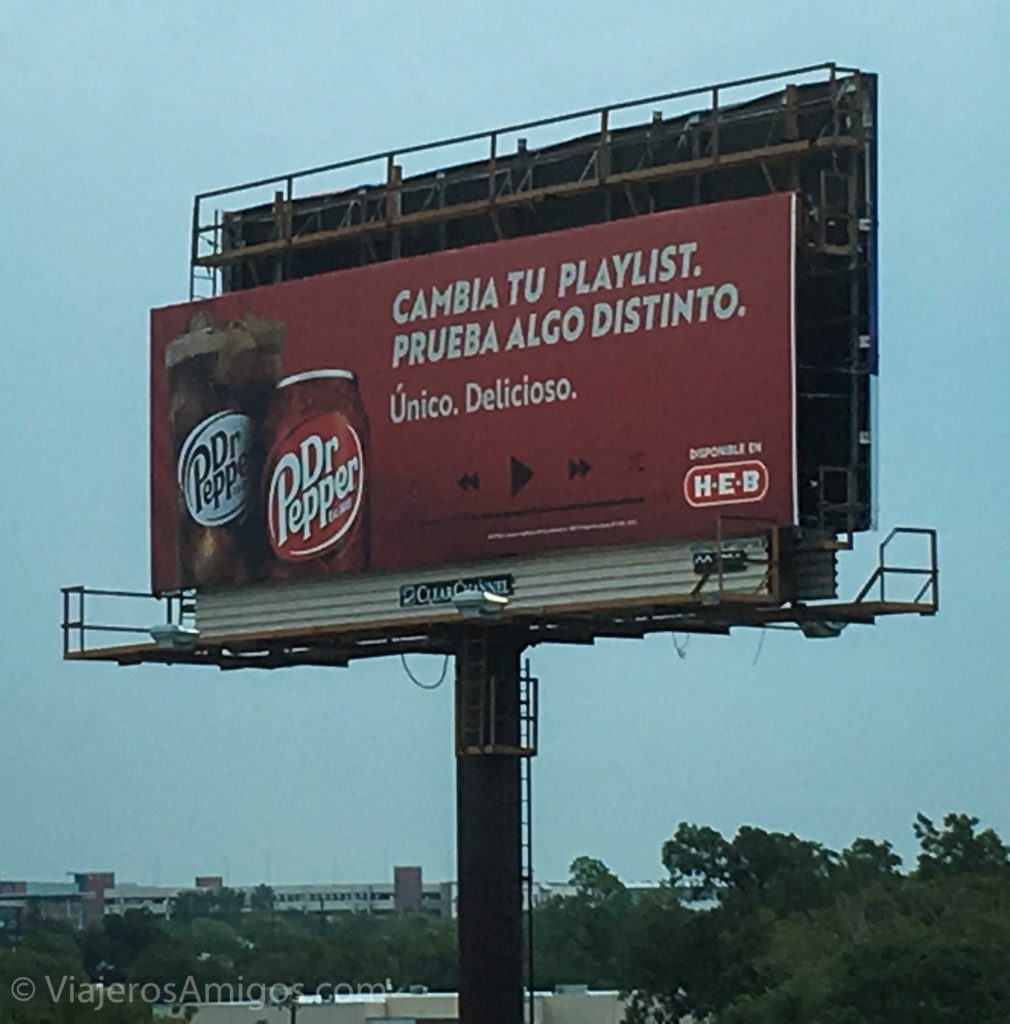 CAMBIA TU PLAYLIST.
PRUEBA ALGO DISTINTO.
Único. Delicioso.
Dr
Pepper
Dr
Pepper
DISPONIBLE EN
H-E-B
CLEAR CHANNEL
© ViajerosAmigos.com